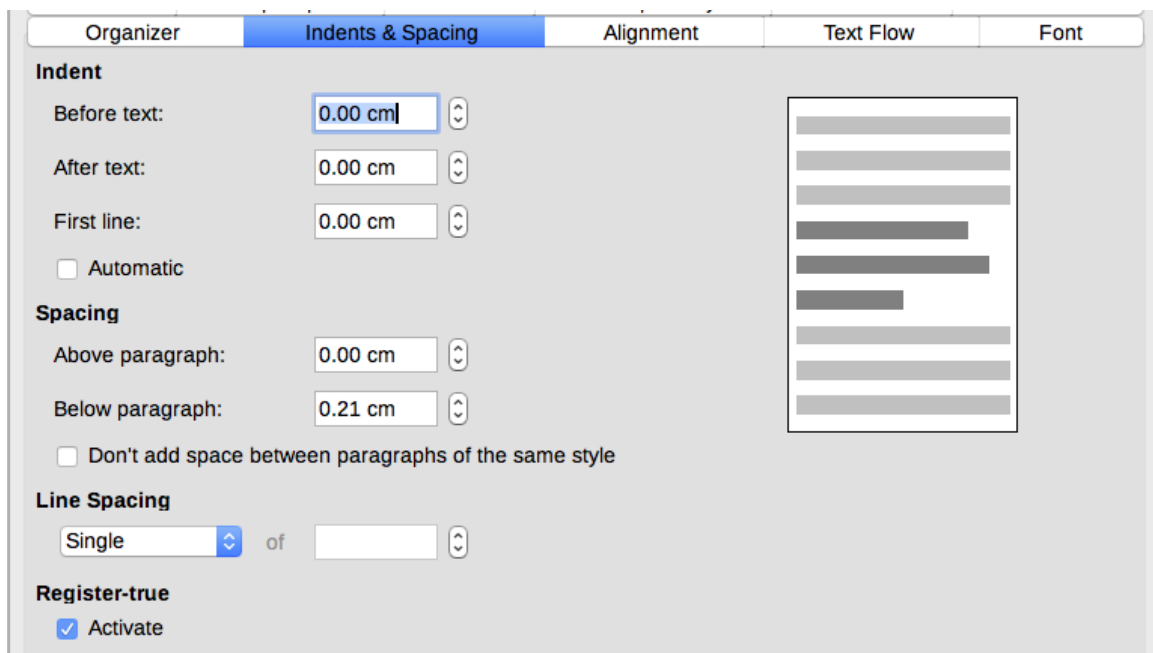 Organizer Indents & Spacing Alignment Text Flow Font
Indent
Before text: 0.00 cm
After text: 0.00 cm
First line: 0.00 cm
Automatic
Spacing
Above paragraph: 0.00 cm
Below paragraph: 0.21 cm
Don't add space between paragraphs of the same style
Line Spacing
Single of
Register-true
Activate